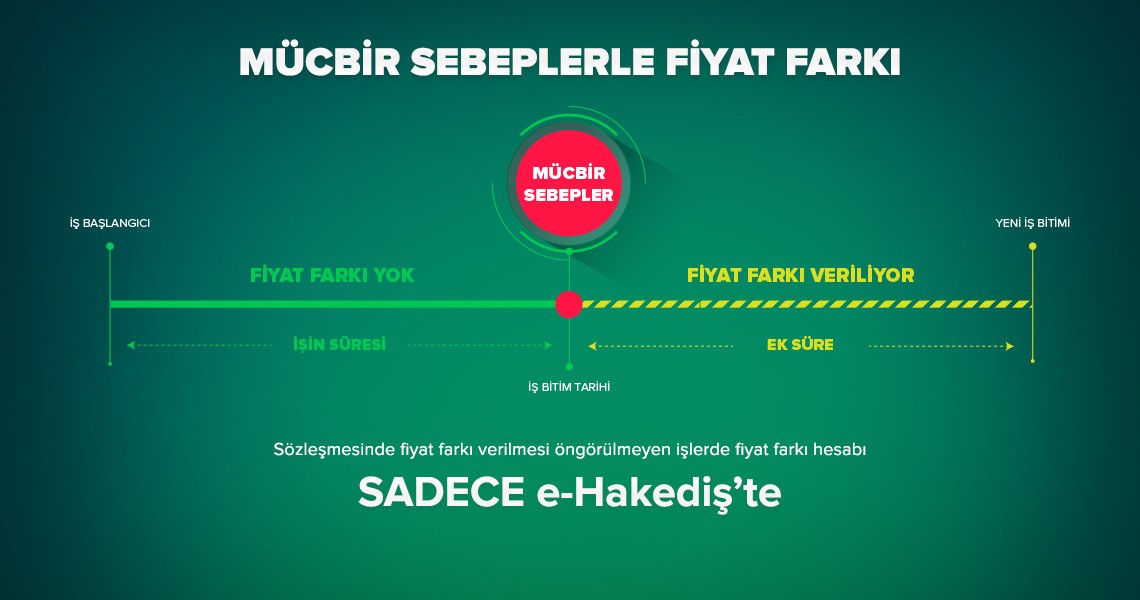 MÜCBİR SEBEPLERLE FİYAT FARKI
MÜCBİR
SEBEPLER
İŞ BAŞLANGICI
YENİ İŞ BİTİMİ
FİYAT FARKI YOK
FİYAT FARKI VERİLİYOR
İŞİN SÜRESİ
EK SÜRE
İŞ BİTİM TARİHİ
Sözleşmesinde fiyat farkı verilmesi öngörülmeyen işlerde fiyat farkı hesabı
SADECE e-Hakediş’te